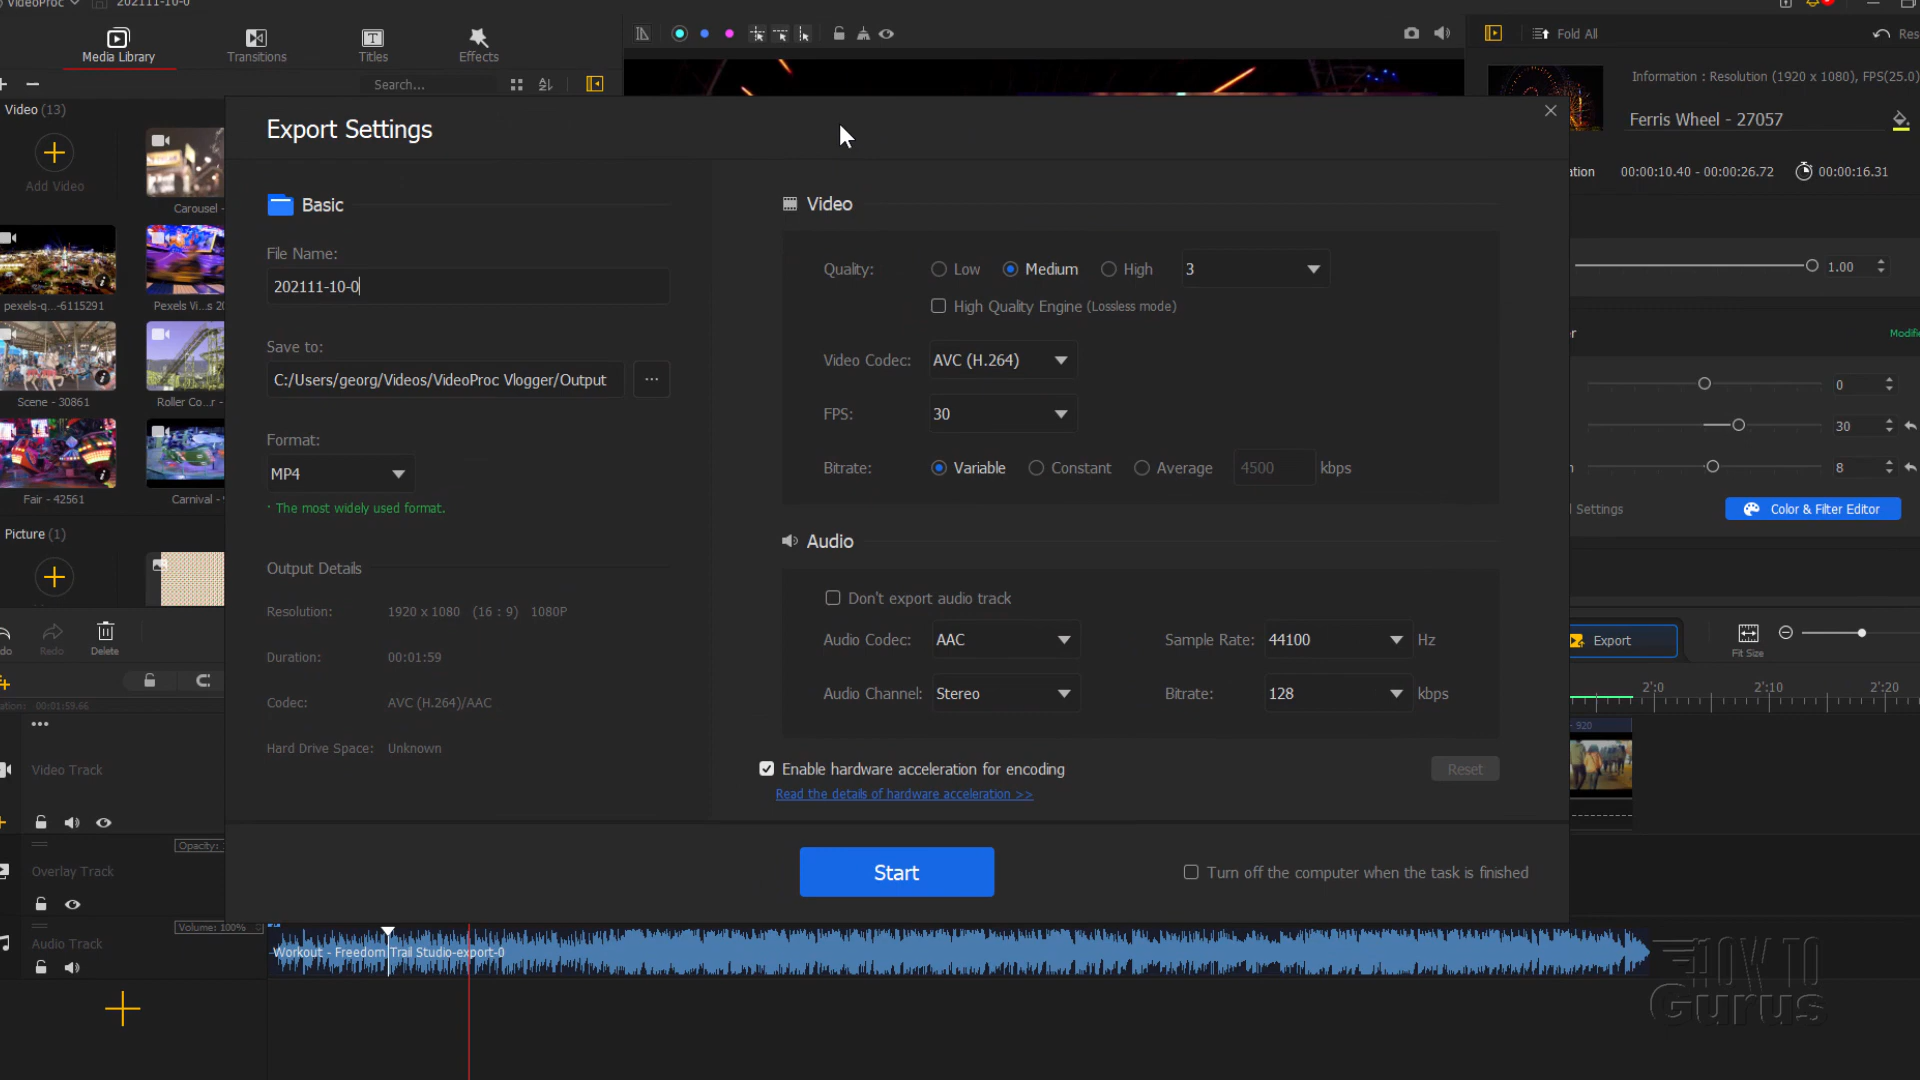 VideoProc
202111-10-0
Media Library
Transitions
Titles
Effects
Fold All
Search...
Information : Resolution (1920 x 1080), FPS(25.0)
Video (13)
Ferris Wheel - 27057
Export Settings
Add Video
00:00:10.40 - 00:00:26.72
00:00:16.31
Carousel -
Basic
Video
File Name:
202111-10-0
Quality:
Low
Medium
High
3
1.00
High Quality Engine (Lossless mode)
pexels-q...-6115291
Pexels Vi...s 20
Save to:
C:/Users/georg/Videos/VideoProc Vlogger/Output
...
Video Codec:
AVC (H.264)
0
Scene - 30861
Roller Co...r -
FPS:
30
30
Format:
MP4
Bitrate:
Variable
Constant
Average
4500
kbps
8
Fair - 42561
Carnival -
* The most widely used format.
Settings
Color & Filter Editor
Picture (1)
Audio
Output Details
Don't export audio track
Resolution:
1920 x 1080 (16 : 9) 1080P
Audio Codec:
AAC
Sample Rate:
44100
Hz
Export
Redo
Delete
Fit Size
Duration:
00:01:59
Audio Channel:
Stereo
Bitrate:
128
kbps
2':0
2':10
2':20
Codec:
AVC (H.264)/AAC
00:01:59.66
- 920
Hard Drive Space:
Unknown
Video Track
Enable hardware acceleration for encoding
Reset
Read the details of hardware acceleration >>
Opacity:
Overlay Track
Start
Turn off the computer when the task is finished
Volume: 100%
Audio Track
Workout - Freedom Trail Studio-export-0
HOW TO
Gurus